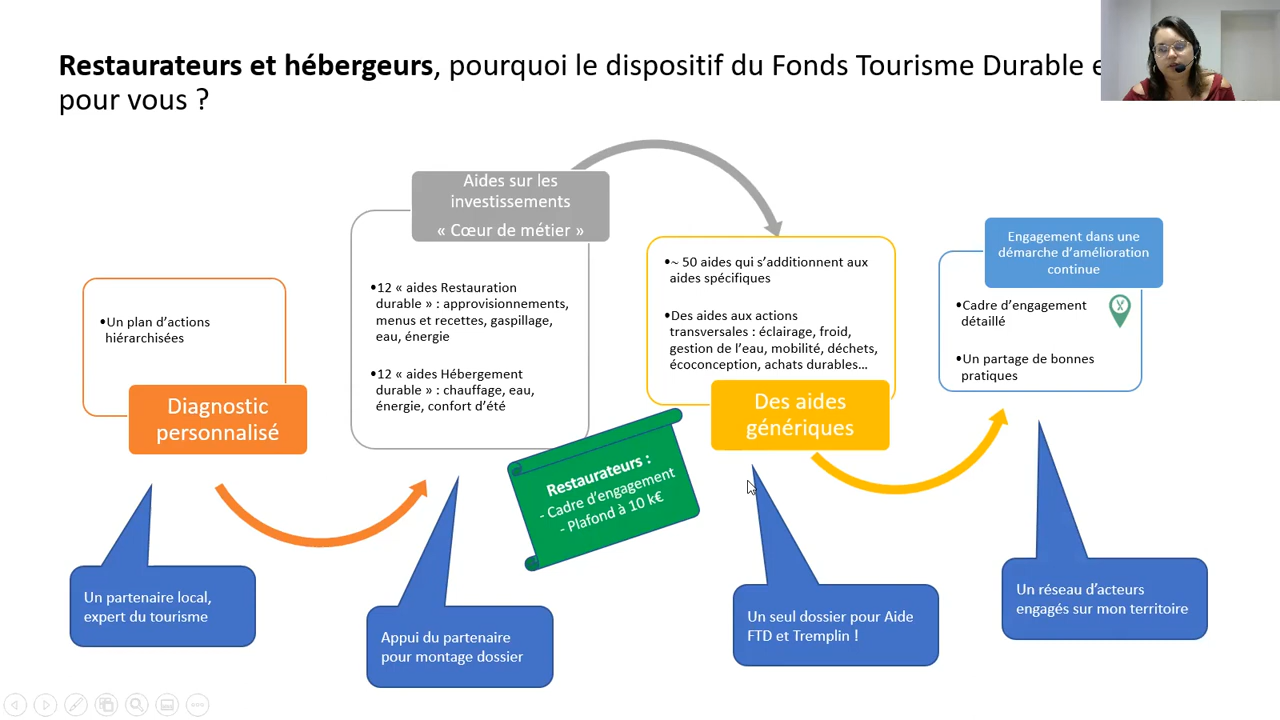 Restaurateurs et hébergeurs, pourquoi le dispositif du Fonds Tourisme Durable
pour vous ?
Aides sur les
investissements
« Cœur de métier »
•12 « aides Restauration
durable » : approvisionnements,
menus et recettes, gaspillage,
eau, énergie
•12 « aides Hébergement
durable » : chauffage, eau,
énergie, confort d’été
•Un plan d’actions
hiérarchisées
Diagnostic
personnalisé
•~ 50 aides qui s’additionnent aux
aides spécifiques
•Des aides aux actions
transversales : éclairage, froid,
gestion de l’eau, mobilité, déchets,
écoconception, achats durables…
Des aides
génériques
Engagement dans une
démarche d’amélioration
continue
•Cadre d’engagement
détaillé
•Un partage de bonnes
pratiques
Restaurateurs :
- Cadre d’engagement
- Plafond à 10 k€
Un partenaire local,
expert du tourisme
Appui du partenaire
pour montage dossier
Un seul dossier pour Aide
FTD et Tremplin !
Un réseau d’acteurs
engagés sur mon territoire